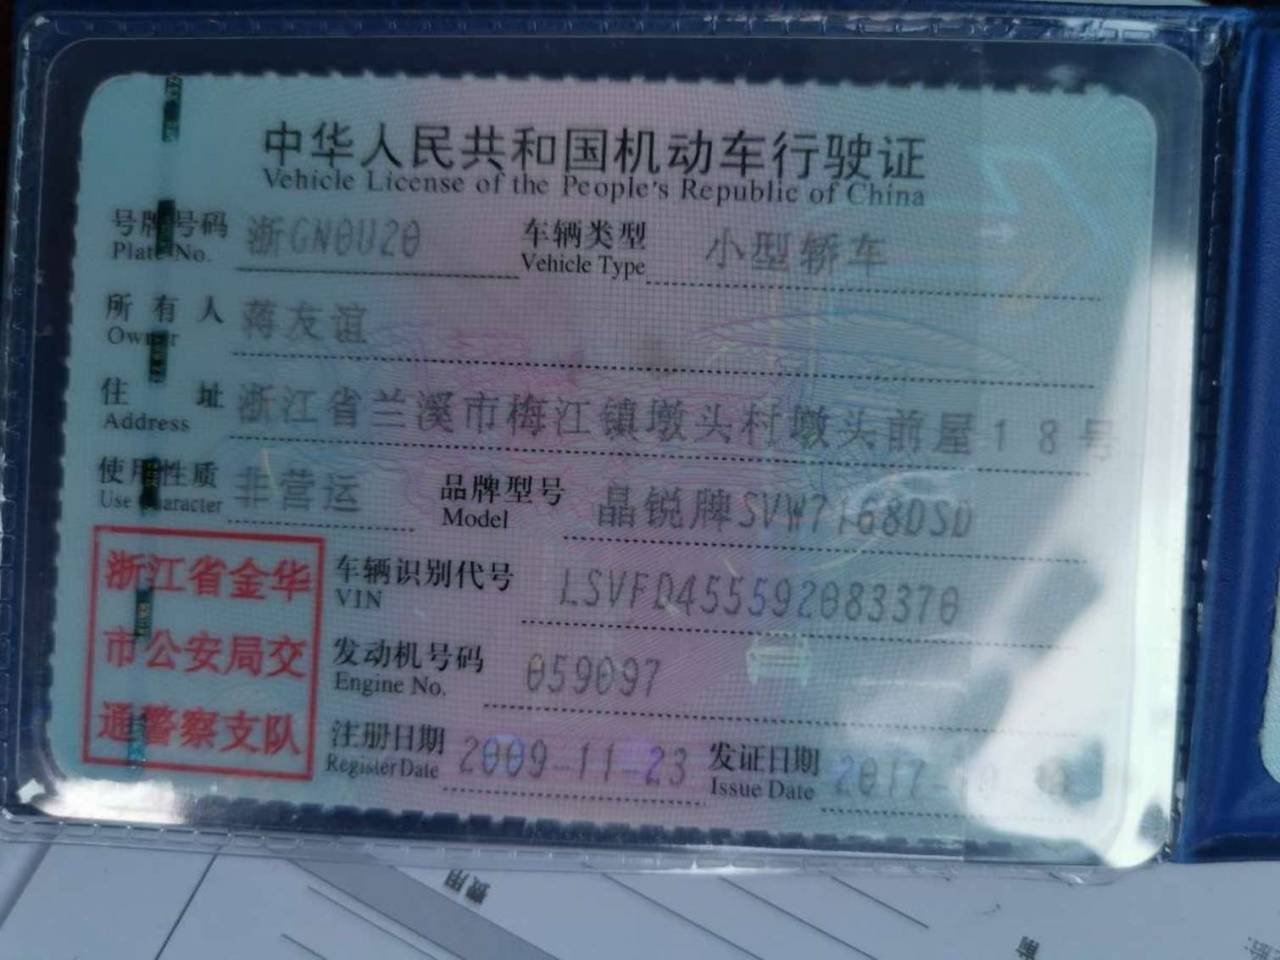 中华人民共和国机动车行驶证
Vehicle License of the People's Republic of China
号牌号码 浙GN0U20 车辆类型 小型轿车
Plate No. Vehicle Type
所有人 蒋友谊
Owner
住址 浙江省兰溪市梅江镇墩头村墩头前屋18号
Address
使用性质 非营运 品牌型号 晶锐牌SVW7168DSD
Use Character Model
浙江省金华
市公安局交
通警察支队
车辆识别代号 LSVFD455592083370
VIN
发动机号码 059097
Engine No.
注册日期 2009-11-23 发证日期 2017-
Register Date Issue Date
费用
前